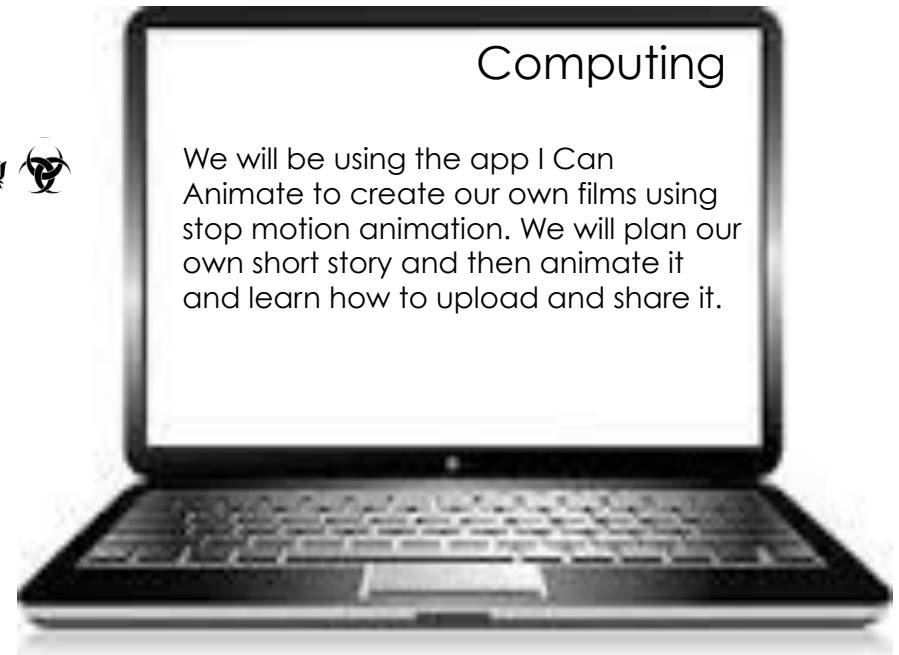 Computing
We will be using the app I Can
Animate to create our own films using
stop motion animation. We will plan our
own short story and then animate it
and learn how to upload and share it.